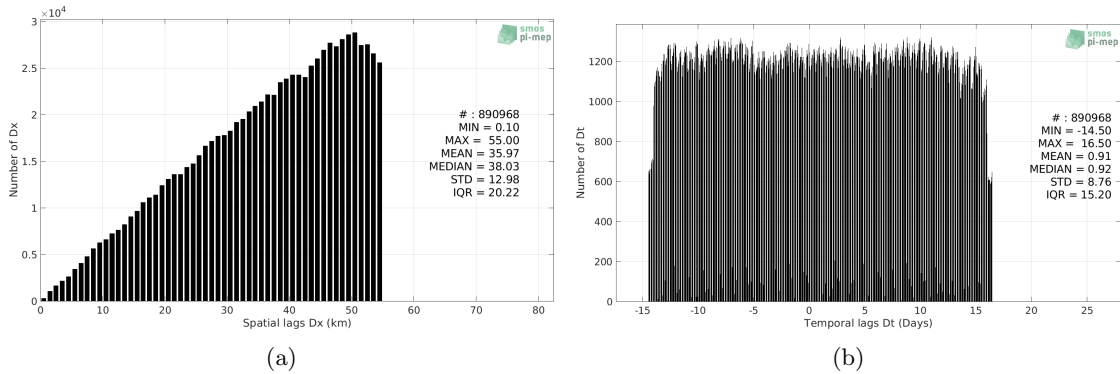 ×10⁴
3
2.5
2
1.5
1
0.5
0
Number of Dx
smos
pi-mep
# : 890968
MIN = 0.10
MAX = 55.00
MEAN = 35.97
MEDIAN = 38.03
STD = 12.98
IQR = 20.22
0 10 20 30 40 50 60 70 80
Spatial lags Dx (km)
(a)
1200
1000
800
600
400
200
0
Number of Dt
smos
pi-mep
# : 890968
MIN = -14.50
MAX = 16.50
MEAN = 0.91
MEDIAN = 0.92
STD = 8.76
IQR = 15.20
-15 -10 -5 0 5 10 15 20 25
Temporal lags Dt (Days)
(b)